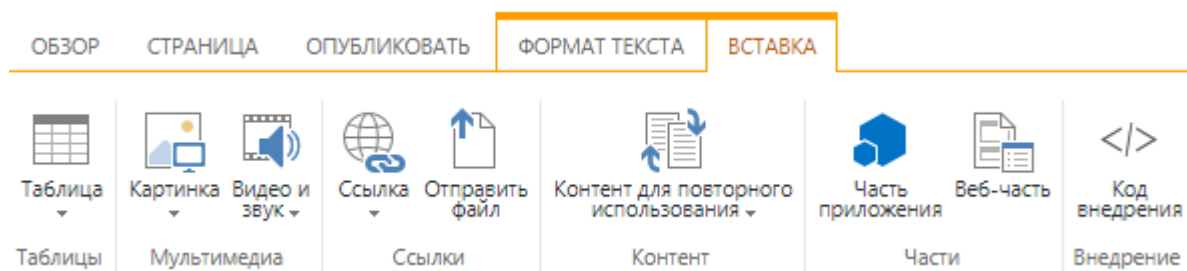 ОБЗОР СТРАНИЦА ОПУБЛИКОВАТЬ ФОРМАТ ТЕКСТА ВСТАВКА
Таблица Картинка Видео и звук Ссылка Отправить файл Контент для повторного использования Часть приложения Веб-часть Код внедрения
Таблицы Мультимедиа Ссылки Контент Части Внедрение